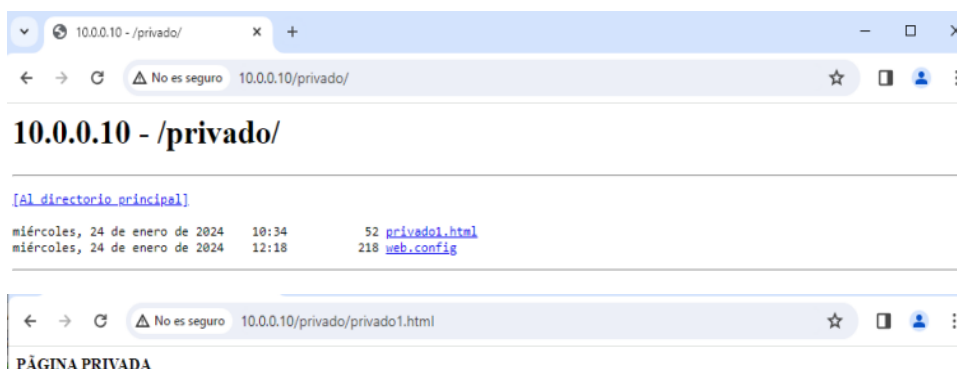 10.0.0.10 - /privado/
No es seguro 10.0.0.10/privado/
10.0.0.10 - /privado/
[Al directorio principal]
miércoles, 24 de enero de 2024 10:34 52 privado1.html
miércoles, 24 de enero de 2024 12:18 218 web.config
No es seguro 10.0.0.10/privado/privado1.html
PÀGINA PRIVADA